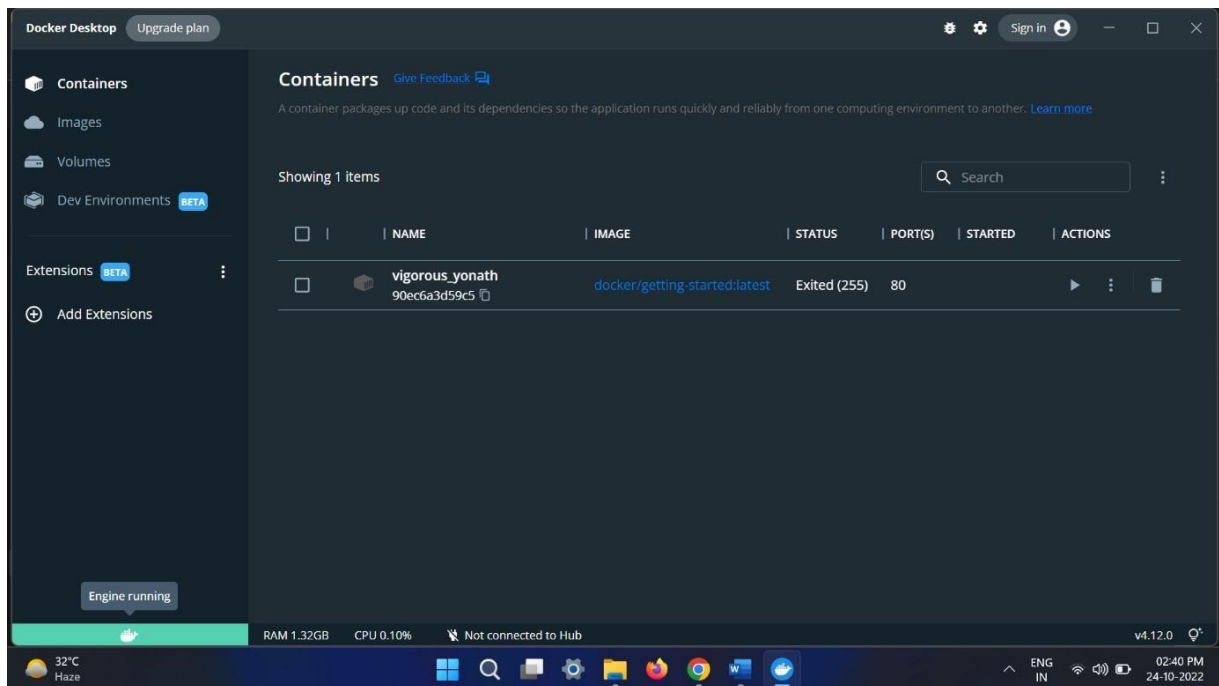 Docker Desktop Upgrade plan Sign in
Containers
Images
Volumes
Dev Environments BETA
Extensions BETA
Add Extensions
Containers Give Feedback
A container packages up code and its dependencies so the application runs quickly and reliably from one computing environment to another. Learn more
Showing 1 items Search
NAME IMAGE STATUS PORT(S) STARTED ACTIONS
vigorous_yonath docker/getting-started:latest Exited (255) 80
90ec6a3d59c5
Engine running
RAM 1.32GB CPU 0.10% Not connected to Hub v4.12.0
32°C ENG 02:40 PM
Haze IN 24-10-2022